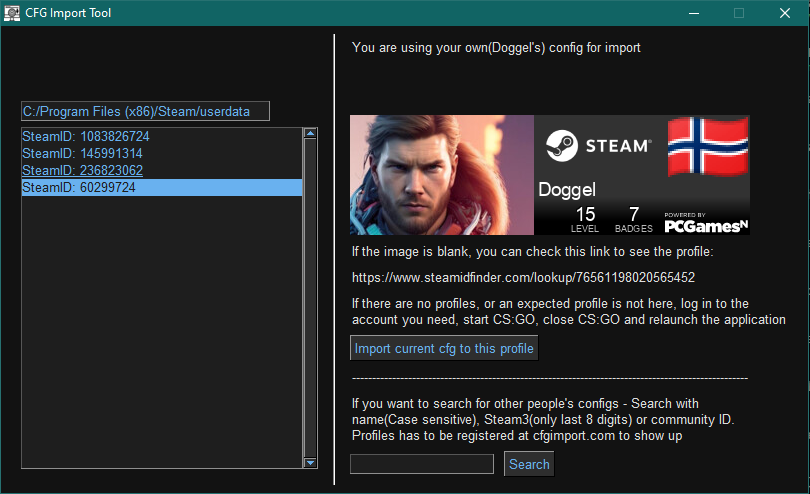 CFG Import Tool
You are using your own(Doggel's) config for import
C:/Program Files (x86)/Steam/userdata
SteamID: 1083826724
SteamID: 145991314
SteamID: 236823062
SteamID: 60299724
STEAM®
Doggel
15
LEVEL
7
BADGES
POWERED BY
PCGamesN
If the image is blank, you can check this link to see the profile:
https://www.steamidfinder.com/lookup/76561198020565452
If there are no profiles, or an expected profile is not here, log in to the
account you need, start CS:GO, close CS:GO and relaunch the application
Import current cfg to this profile
---------------------------------------------------------------------------------------------------
If you want to search for other people's configs - Search with
name(Case sensitive), Steam3(only last 8 digits) or community ID.
Profiles has to be registered at cfgimport.com to show up
Search